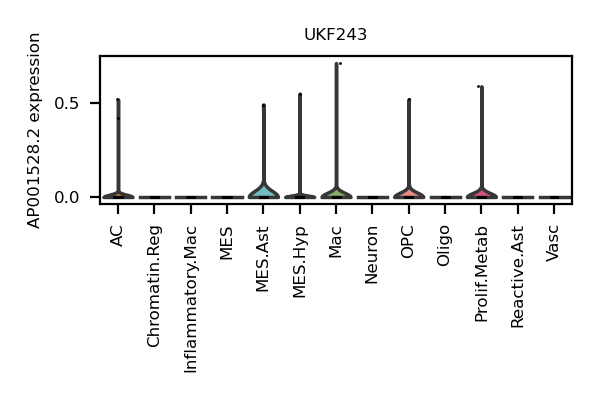 UKF243
AP001528.2 expression
0.5
0.0
AC
Chromatin.Reg
Inflammatory.Mac
MES
MES.Ast
MES.Hyp
Mac
Neuron
OPC
Oligo
Prolif.Metab
Reactive.Ast
Vasc